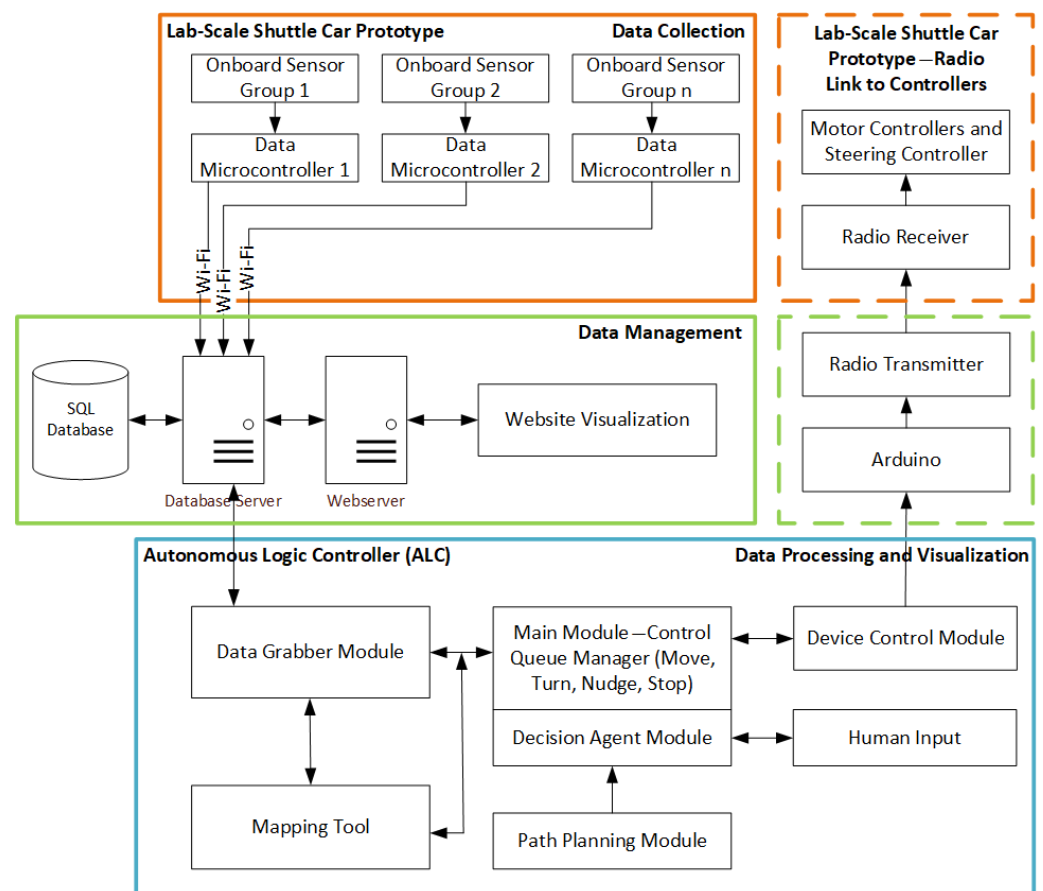 Lab-Scale Shuttle Car Prototype
Data Collection
Onboard Sensor
Group 1
Onboard Sensor
Group 2
Onboard Sensor
Group n
Data
Microcontroller 1
Data
Microcontroller 2
Data
Microcontroller n
Wi-Fi
Wi-Fi
Wi-Fi
Lab-Scale Shuttle Car
Prototype—Radio
Link to Controllers
Motor Controllers and
Steering Controller
Radio Receiver
Data Management
SQL
Database
Database Server
Webserver
Website Visualization
Radio Transmitter
Arduino
Autonomous Logic Controller (ALC)
Data Processing and Visualization
Data Grabber Module
Mapping Tool
Main Module—Control
Queue Manager (Move,
Turn, Nudge, Stop)
Decision Agent Module
Path Planning Module
Device Control Module
Human Input